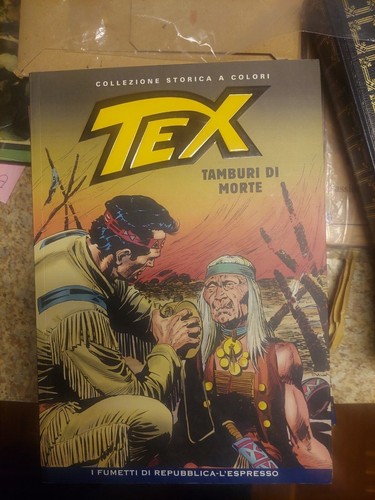 COLLEZIONE STORICA A COLORI
TEX
TAMBURI DI
MORTE
I FUMETTI DI REPUBBLICA-L'ESPRESSO